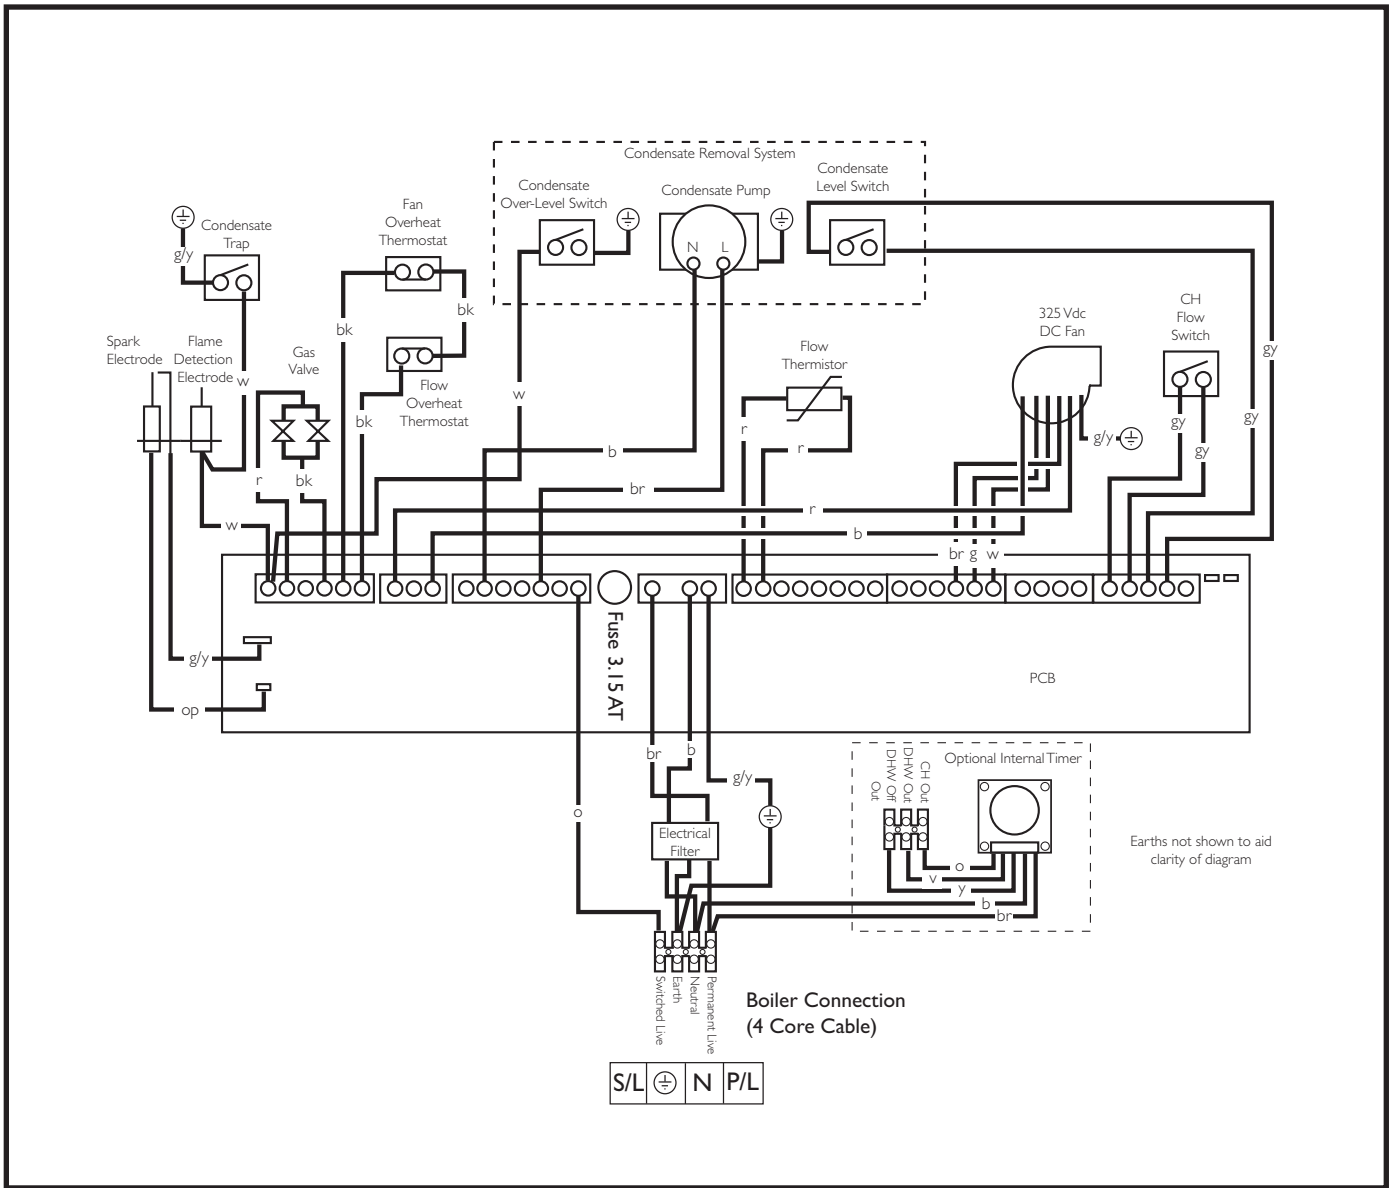 Condensate Removal System
Condensate
Over-Level Switch
Condensate Pump
Condensate
Level Switch
N
L
Fan
Overheat
Thermostat
Condensate
Trap
g/y
bk
bk
325 Vdc
DC Fan
CH
Flow
Switch
Spark
Electrode
Flame
Detection
Electrode
w
Gas
Valve
Flow
Overheat
Thermostat
bk
w
Flow
Thermistor
gy
r
r
g/y
gy
gy
gy
b
r
bk
br
r
w
b
br
g
w
Fuse 3.15 AT
g/y
op
PCB
br
b
g/y
o
Electrical
Filter
Optional Internal Timer
DHW Off
Out
DHW Out
CH Out
o
v
y
b
br
Earths not shown to aid
clarity of diagram
Switched Live
Earth
Neutral
Permanent Live
Boiler Connection
(4 Core Cable)
S/L
N
P/L